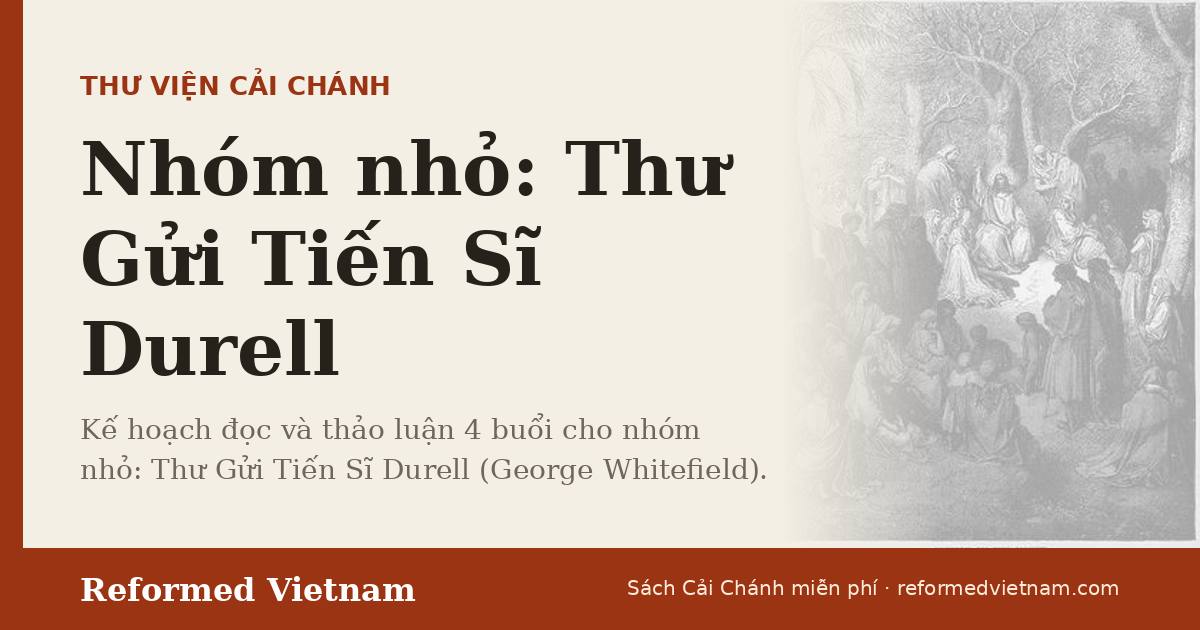 THƯ VIỆN CẢI CHÁNH
Nhóm nhỏ: Thư
Gửi Tiến Sĩ
Durell
Kế hoạch đọc và thảo luận 4 buổi cho nhóm
nhỏ: Thư Gửi Tiến Sĩ Durell (George Whitefield).
Reformed Vietnam
Sách Cải Chánh miễn phí · reformedvietnam.com